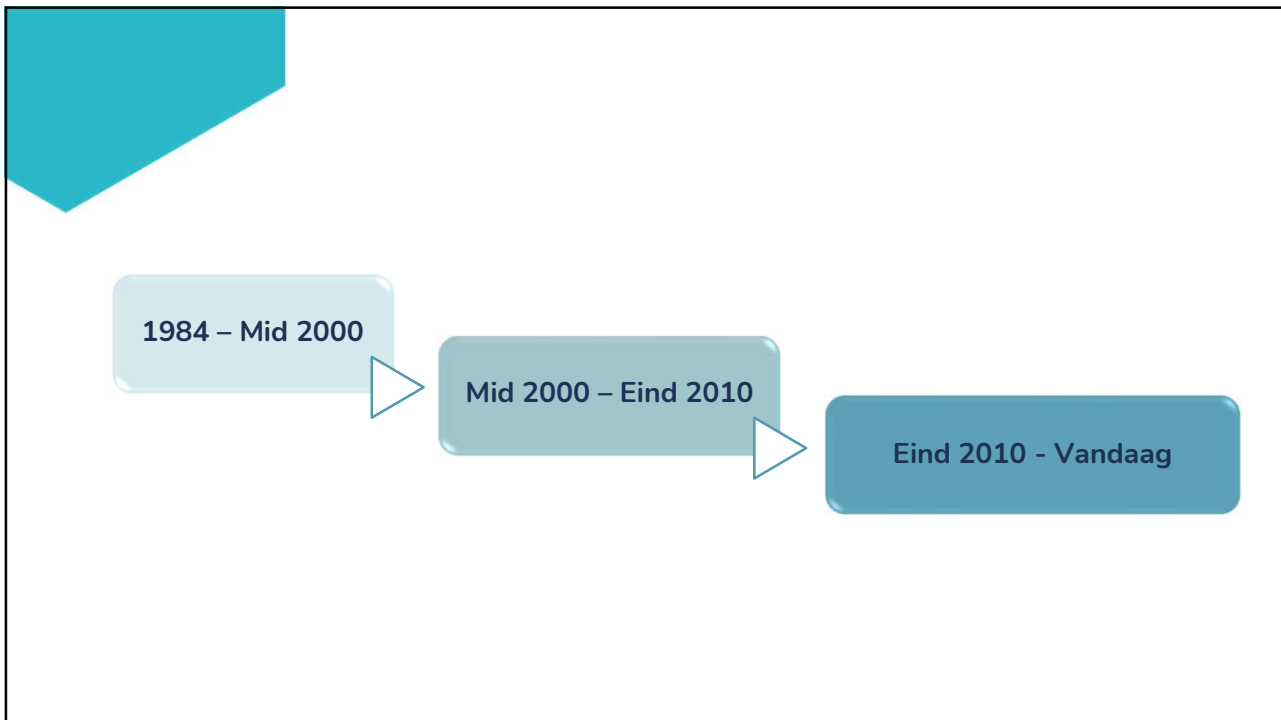 1984 – Mid 2000
Mid 2000 – Eind 2010
Eind 2010 - Vandaag